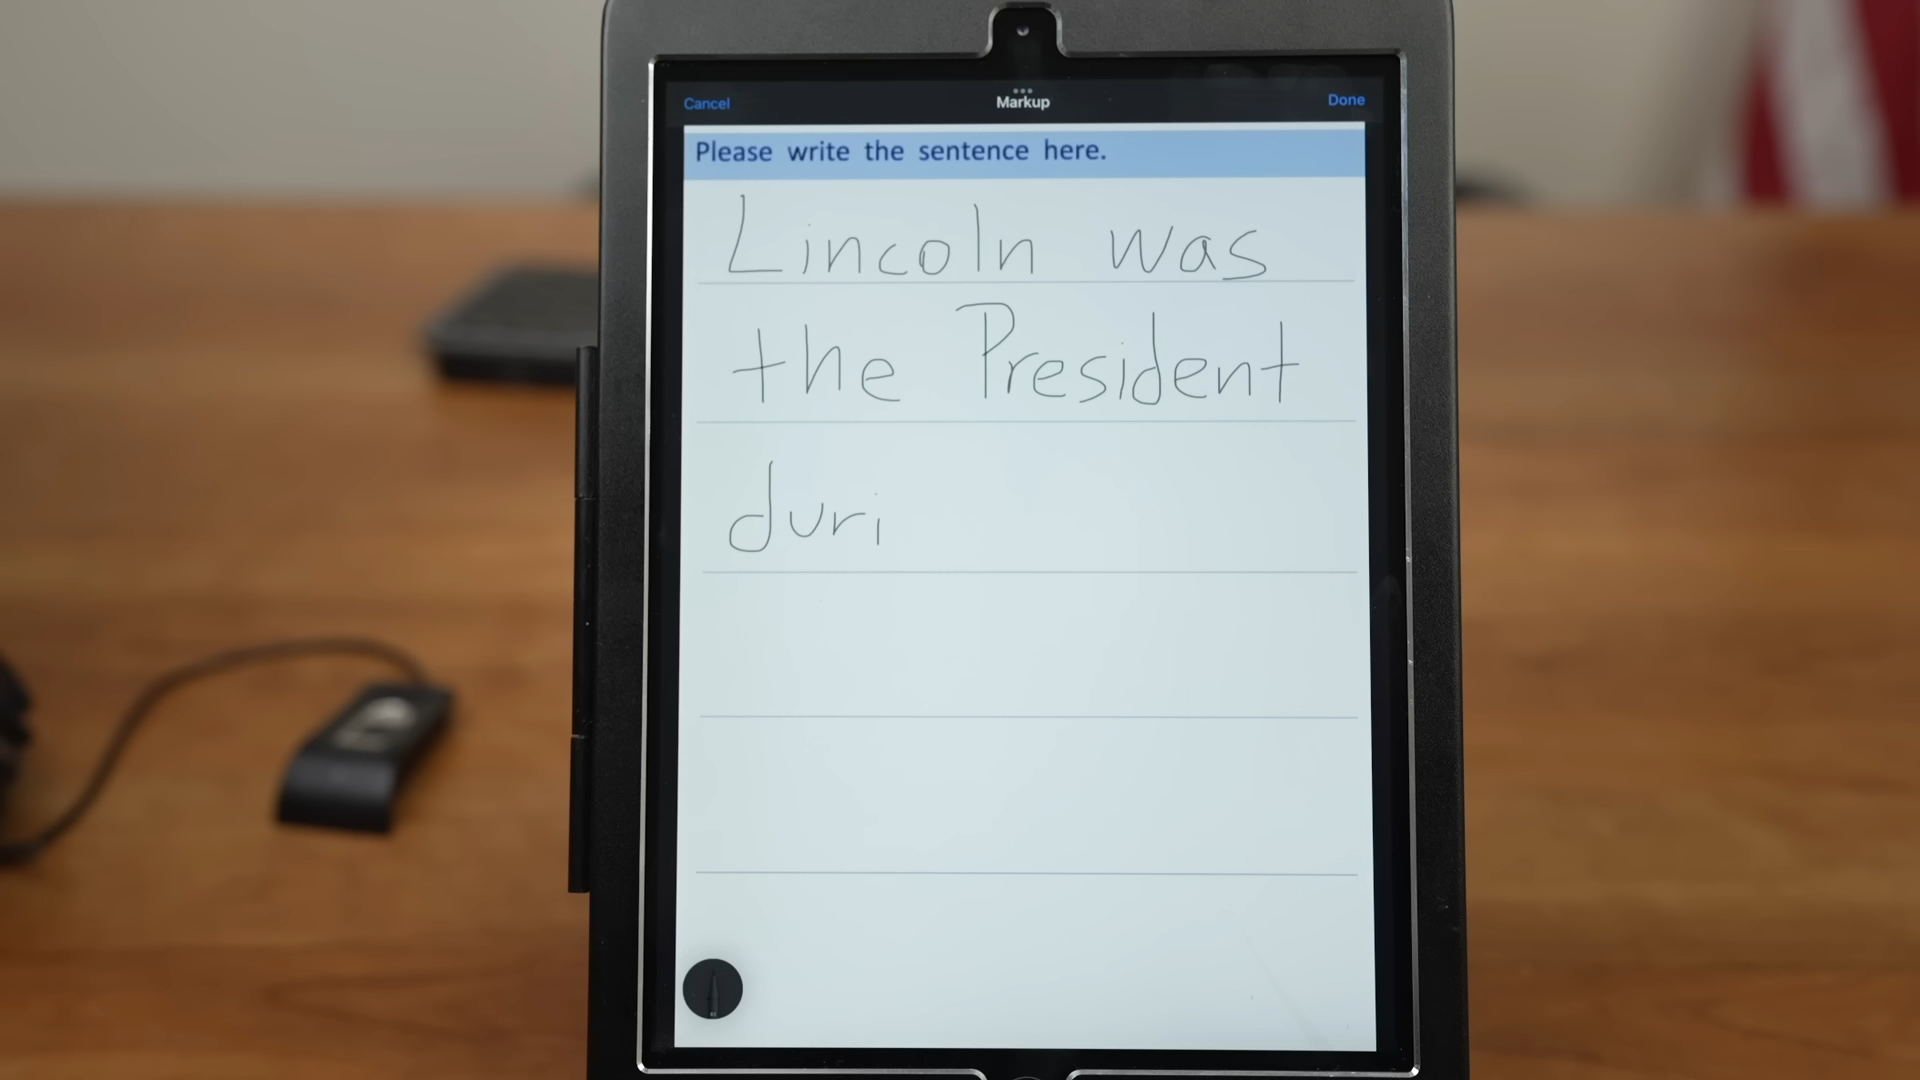 Cancel Markup Done
Please write the sentence here.
Lincoln was
the President
duri